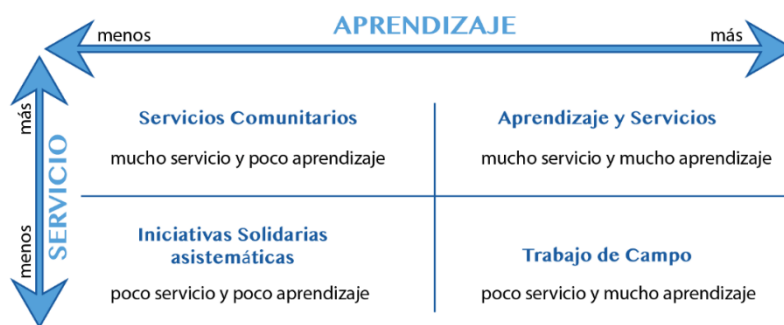 APRENDIZAJE
menos
más
SERVICIO
más
menos
Servicios Comunitarios
mucho servicio y poco aprendizaje
Aprendizaje y Servicios
mucho servicio y mucho aprendizaje
Iniciativas Solidarias
asistemáticas
poco servicio y poco aprendizaje
Trabajo de Campo
poco servicio y mucho aprendizaje